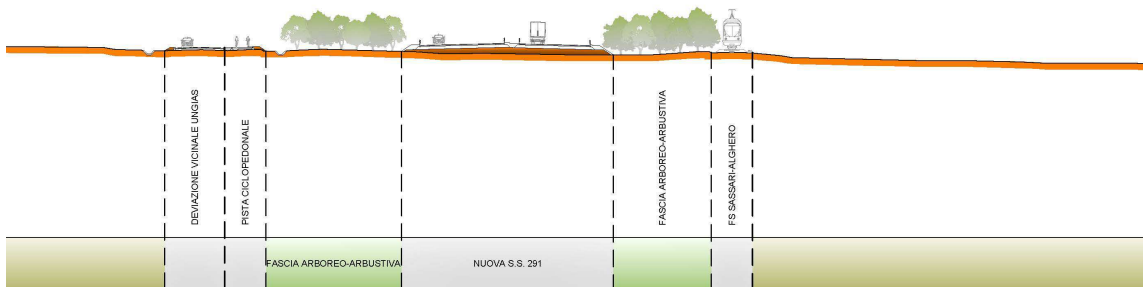 DEVIAZIONE VICINALE UNGIAS
PISTA CICLOPEDONALE
FASCIA ARBOREO-ARBUSTIVA
NUOVA S.S. 291
FASCIA ARBOREO-ARBUSTIVA
FS SASSARI-ALGHERO